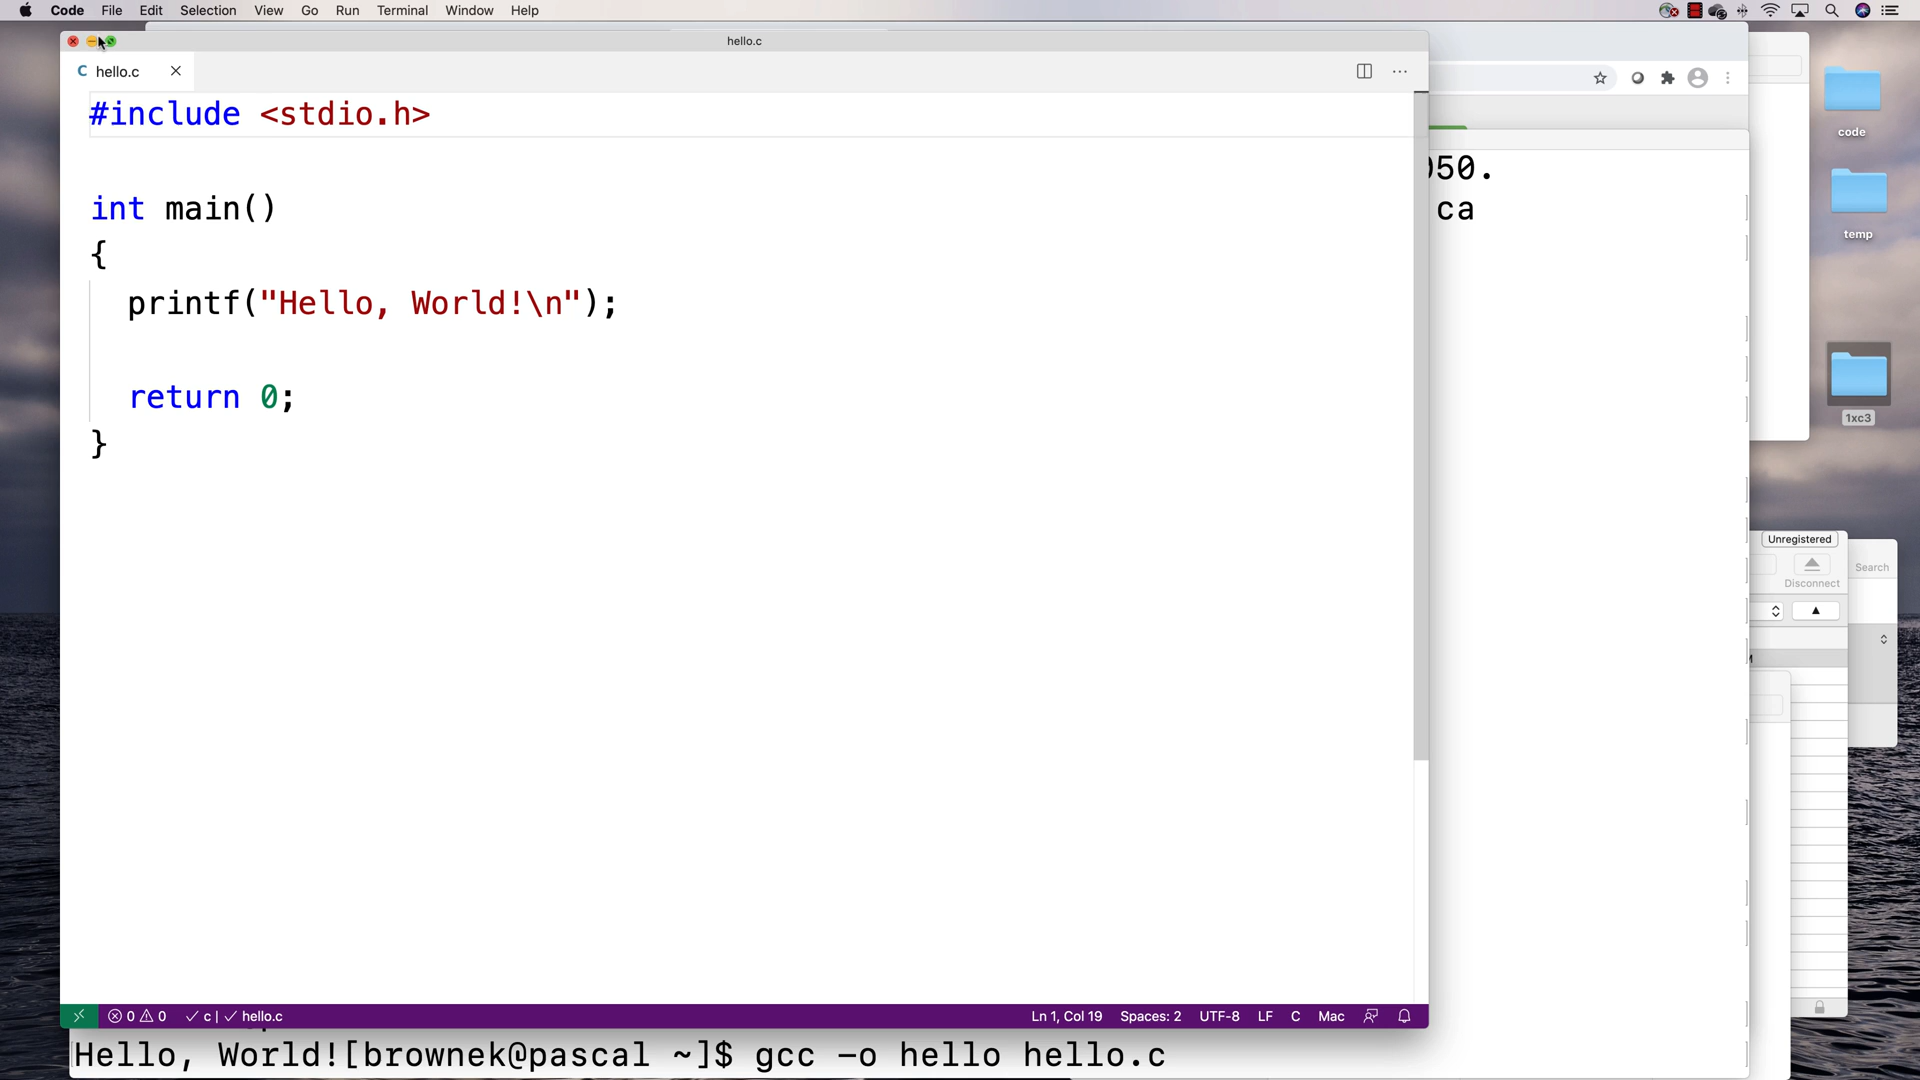 Code File Edit Selection View Go Run Terminal Window Help
hello.c
C hello.c
#include <stdio.h>
int main()
{
printf("Hello, World!\n");
return 0;
}
50.
ca
code
temp
1xc3
Unregistered
Disconnect
Search
0 0 c | hello.c
Ln 1, Col 19 Spaces: 2 UTF-8 LF C Mac
Hello, World![brownek@pascal ~]$ gcc -o hello hello.c